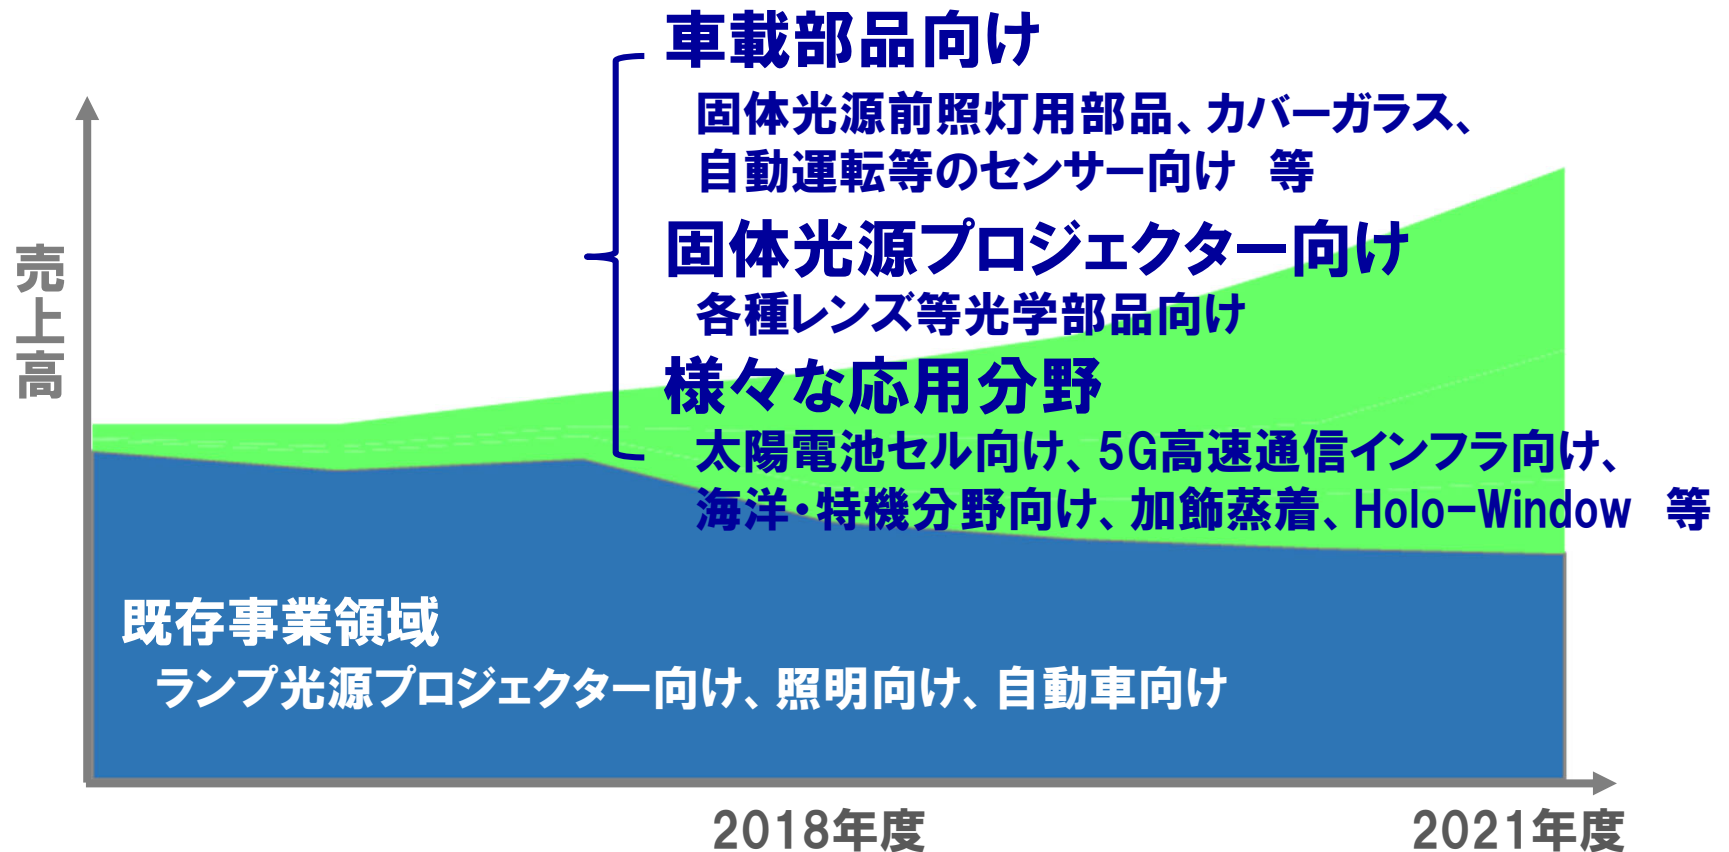 車載部品向け
固体光源前照灯用部品、カバーガラス、
自動運転等のセンサー向け　等
固体光源プロジェクター向け
各種レンズ等光学部品向け
様々な応用分野
太陽電池セル向け、5G高速通信インフラ向け、
海洋・特機分野向け、加飾蒸着、Holo-Window　等
売上高
既存事業領域
ランプ光源プロジェクター向け、照明向け、自動車向け
2018年度
2021年度